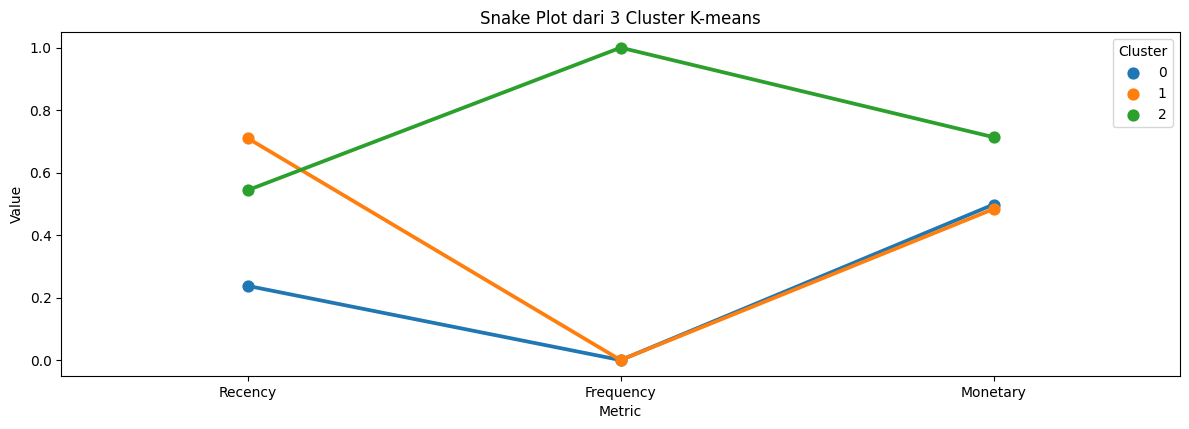 Snake Plot dari 3 Cluster K-means
Cluster
0
1
2
1.0
0.8
0.6
0.4
0.2
0.0
Value
Recency
Frequency
Monetary
Metric